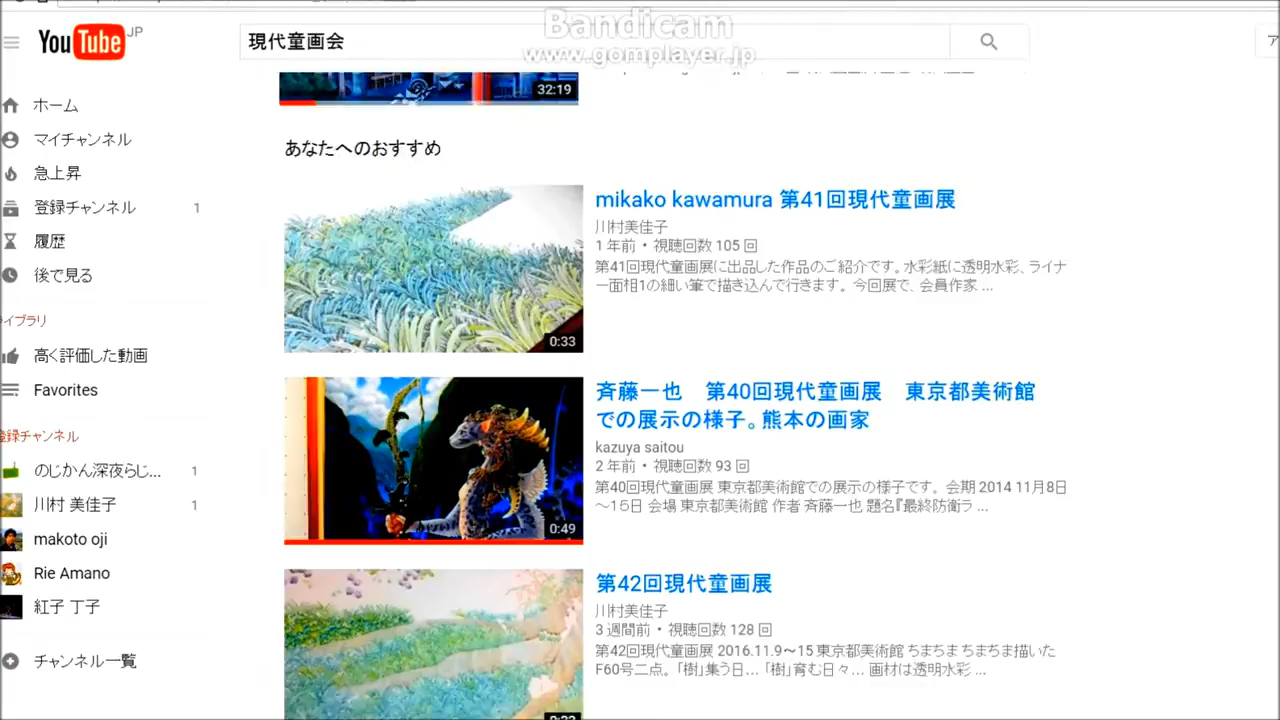 Bandicam
www.gomplayer.jp
YouTube JP
現代童画会
ア
32:19
ホーム
マイチャンネル
急上昇
登録チャンネル 1
履歴
後で見る
イブラリ
高く評価した動画
Favorites
登録チャンネル
のじかん深夜らじ... 1
川村 美佳子 1
makoto oji
Rie Amano
紅子 丁子
チャンネル一覧
あなたへのおすすめ
0:33
mikako kawamura 第41回現代童画展
川村美佳子
1 年前・視聴回数 105 回
第41回現代童画展に出品した作品のご紹介です。水彩紙に透明水彩、ライナ
ー面相1の細い筆で描き込んで行きます。 今回展で、会員作家 ...
0:49
斉藤一也 第40回現代童画展 東京都美術館
での展示の様子。熊本の画家
kazuya saitou
2 年前・視聴回数 93 回
第40回現代童画展 東京都美術館での展示の様子です。 会期 2014 11月8日
～15日 会場 東京都美術館 作者 斉藤一也 題名『最終防衛ラ ...
第42回現代童画展
川村美佳子
3 週間前・視聴回数 128 回
第42回現代童画展 2016.11.9～15 東京都美術館 ちまちま ちまちま描いた
F60号二点。 「樹」集う日... 「樹」育む日々... 画材は透明水彩 ...